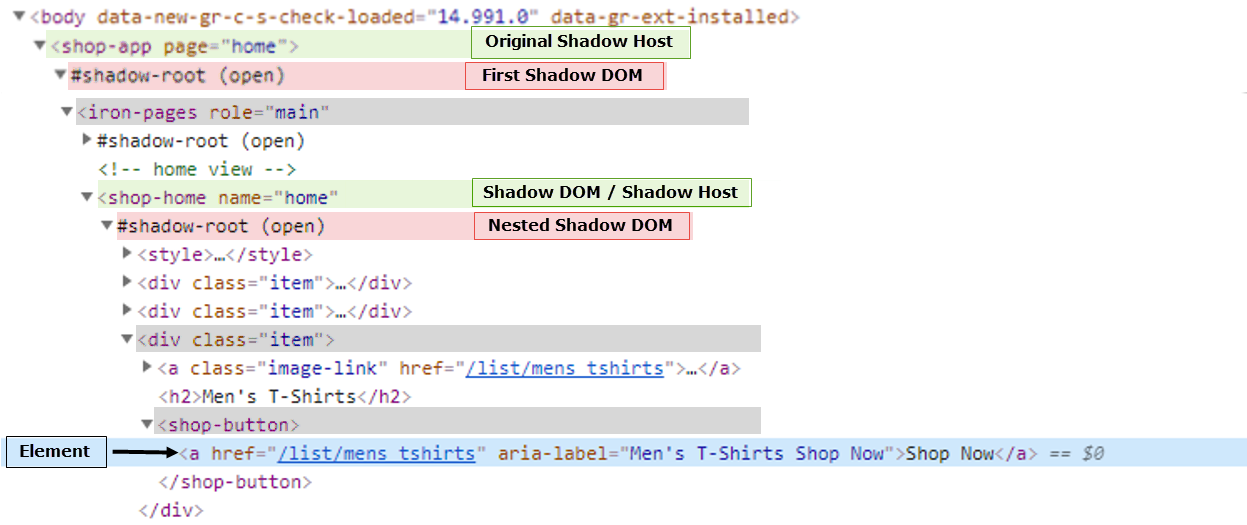 <body data-new-gr-c-s-check-loaded="14.991.0" data-gr-ext-installed>
<shop-app page="home"> Original Shadow Host
#shadow-root (open) First Shadow DOM
<iron-pages role="main"
#shadow-root (open)
<!-- home view -->
<shop-home name="home" Shadow DOM / Shadow Host
#shadow-root (open) Nested Shadow DOM
<style>…</style>
<div class="item">…</div>
<div class="item">…</div>
<div class="item">
<a class="image-link" href="/list/mens_tshirts">…</a>
<h2>Men's T-Shirts</h2>
<shop-button>
Element <a href="/list/mens_tshirts" aria-label="Men's T-Shirts Shop Now">Shop Now</a> == $0
</shop-button>
</div>